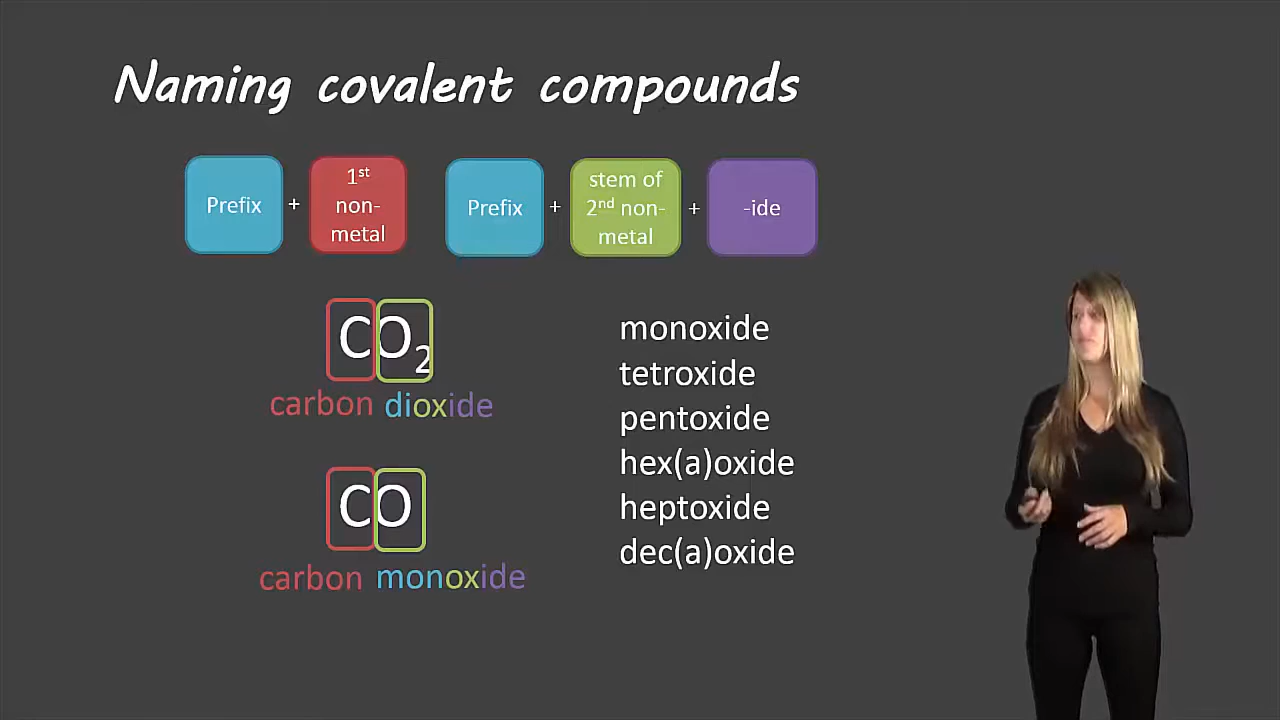 Naming covalent compounds
Prefix + 1st non-metal Prefix + stem of 2nd non-metal + -ide
CO2
carbon dioxide
CO
carbon monoxide
monoxide
tetroxide
pentoxide
hex(a)oxide
heptoxide
dec(a)oxide